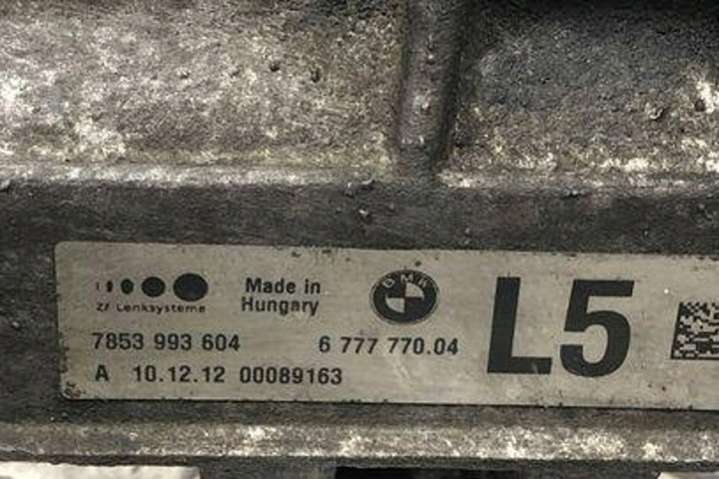 ZF Lenksysteme
Made in
Hungary
BMW
L5
7853 993 604
6 777 770.04
A 10.12.12 00089163